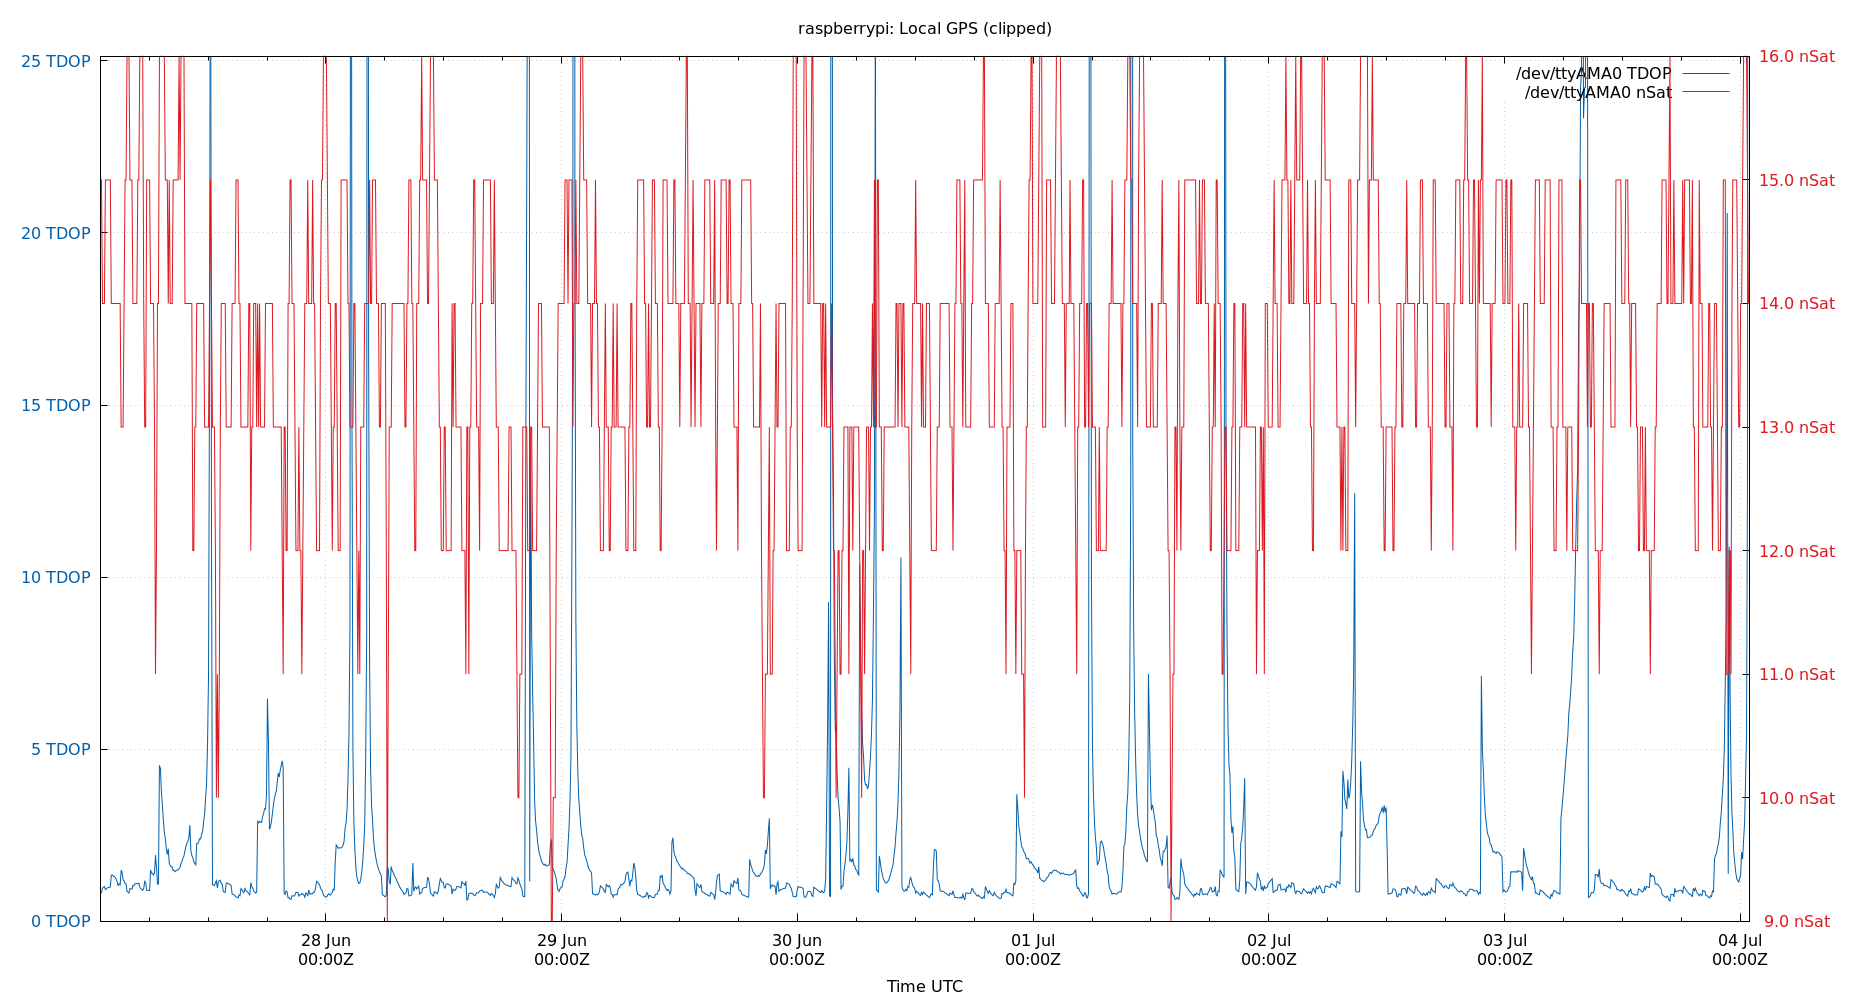 raspberrypi: Local GPS (clipped)
/dev/ttyAMA0 TDOP
/dev/ttyAMA0 nSat
25 TDOP
20 TDOP
15 TDOP
10 TDOP
5 TDOP
0 TDOP
16.0 nSat
15.0 nSat
14.0 nSat
13.0 nSat
12.0 nSat
11.0 nSat
10.0 nSat
9.0 nSat
28 Jun
00:00Z
29 Jun
00:00Z
30 Jun
00:00Z
01 Jul
00:00Z
02 Jul
00:00Z
03 Jul
00:00Z
04 Jul
00:00Z
Time UTC